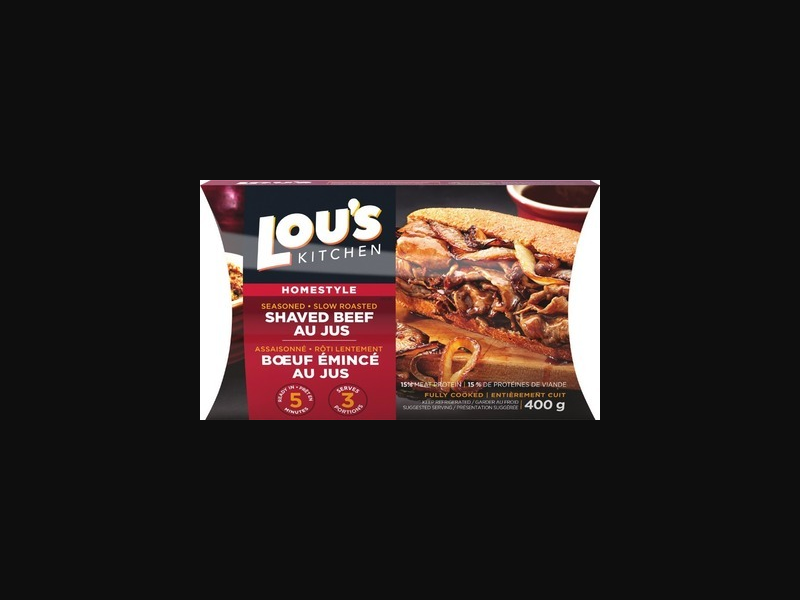 LOU'S
KITCHEN
HOMESTYLE
SEASONED • SLOW ROASTED
SHAVED BEEF
AU JUS
ASSAISONNÉ • RÔTI LENTEMENT
BŒUF ÉMINCÉ
AU JUS
READY IN • PRÊT EN
5
MINUTES
SERVES
3
PORTIONS
15% MEAT PROTEIN | 15 % DE PROTÉINES DE VIANDE
FULLY COOKED | ENTIÈREMENT CUIT
KEEP REFRIGERATED / GARDER AU FROID
SUGGESTED SERVING / PRÉSENTATION SUGGÉRÉE
400 g